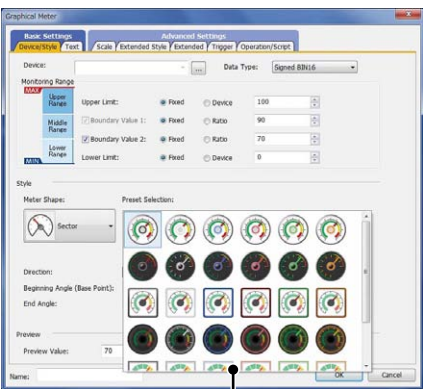 Graphical Meter
Basic Settings
Advanced Settings
Device/Style Text Scale Extended Style Extended Trigger Operation/Script
Device: ... Data Type: Signed BIN16
Monitoring Range
MAX
Upper Range
Upper Limit: Fixed Device 100
Middle Range
Boundary Value 1: Fixed Ratio 90
Boundary Value 2: Fixed Ratio 70
Lower Range
MIN
Lower Limit: Fixed Device 0
Style
Meter Shape: Preset Selection:
Sector
Direction:
Beginning Angle (Base Point):
End Angle:
Preview
Preview Value: 70
Name: OK Cancel